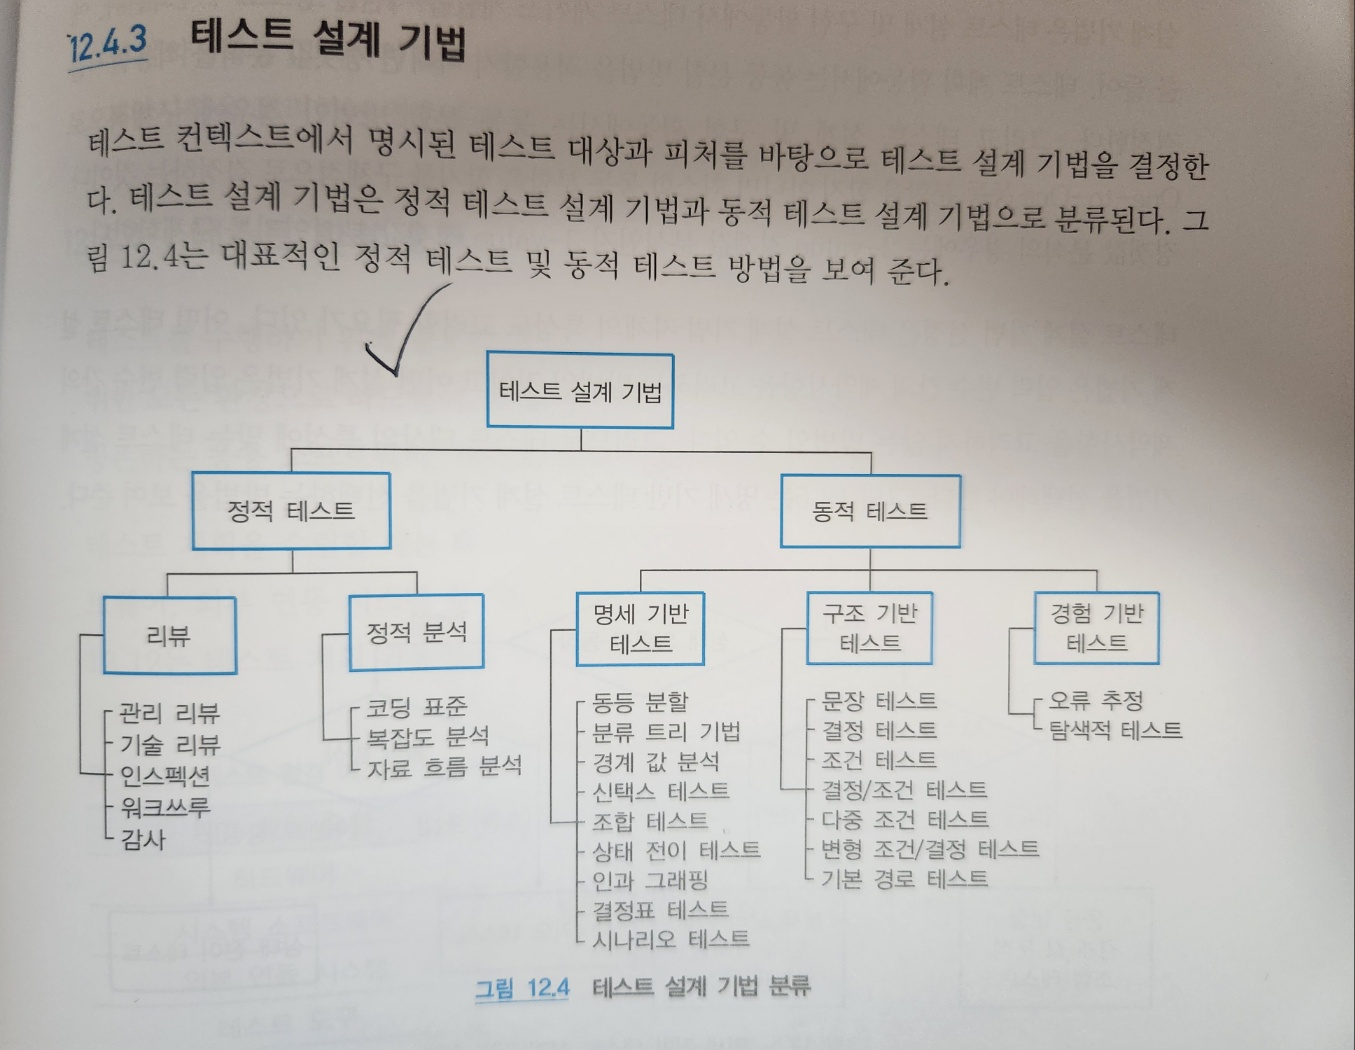 12.4.3 테스트 설계 기법
테스트 컨텍스트에서 명시된 테스트 대상과 피처를 바탕으로 테스트 설계 기법을 결정한
다. 테스트 설계 기법은 정적 테스트 설계 기법과 동적 테스트 설계 기법으로 분류된다. 그
림 12.4는 대표적인 정적 테스트 및 동적 테스트 방법을 보여 준다.
테스트 설계 기법
정적 테스트
동적 테스트
리뷰
관리 리뷰
기술 리뷰
인스펙션
워크쓰루
감사
정적 분석
코딩 표준
복잡도 분석
자료 흐름 분석
명세 기반
테스트
동등 분할
분류 트리 기법
경계 값 분석
신택스 테스트
조합 테스트
상태 전이 테스트
인과 그래핑
결정표 테스트
시나리오 테스트
구조 기반
테스트
문장 테스트
결정 테스트
조건 테스트
결정/조건 테스트
다중 조건 테스트
변형 조건/결정 테스트
기본 경로 테스트
경험 기반
테스트
오류 추정
탐색적 테스트
그림 12.4 테스트 설계 기법 분류